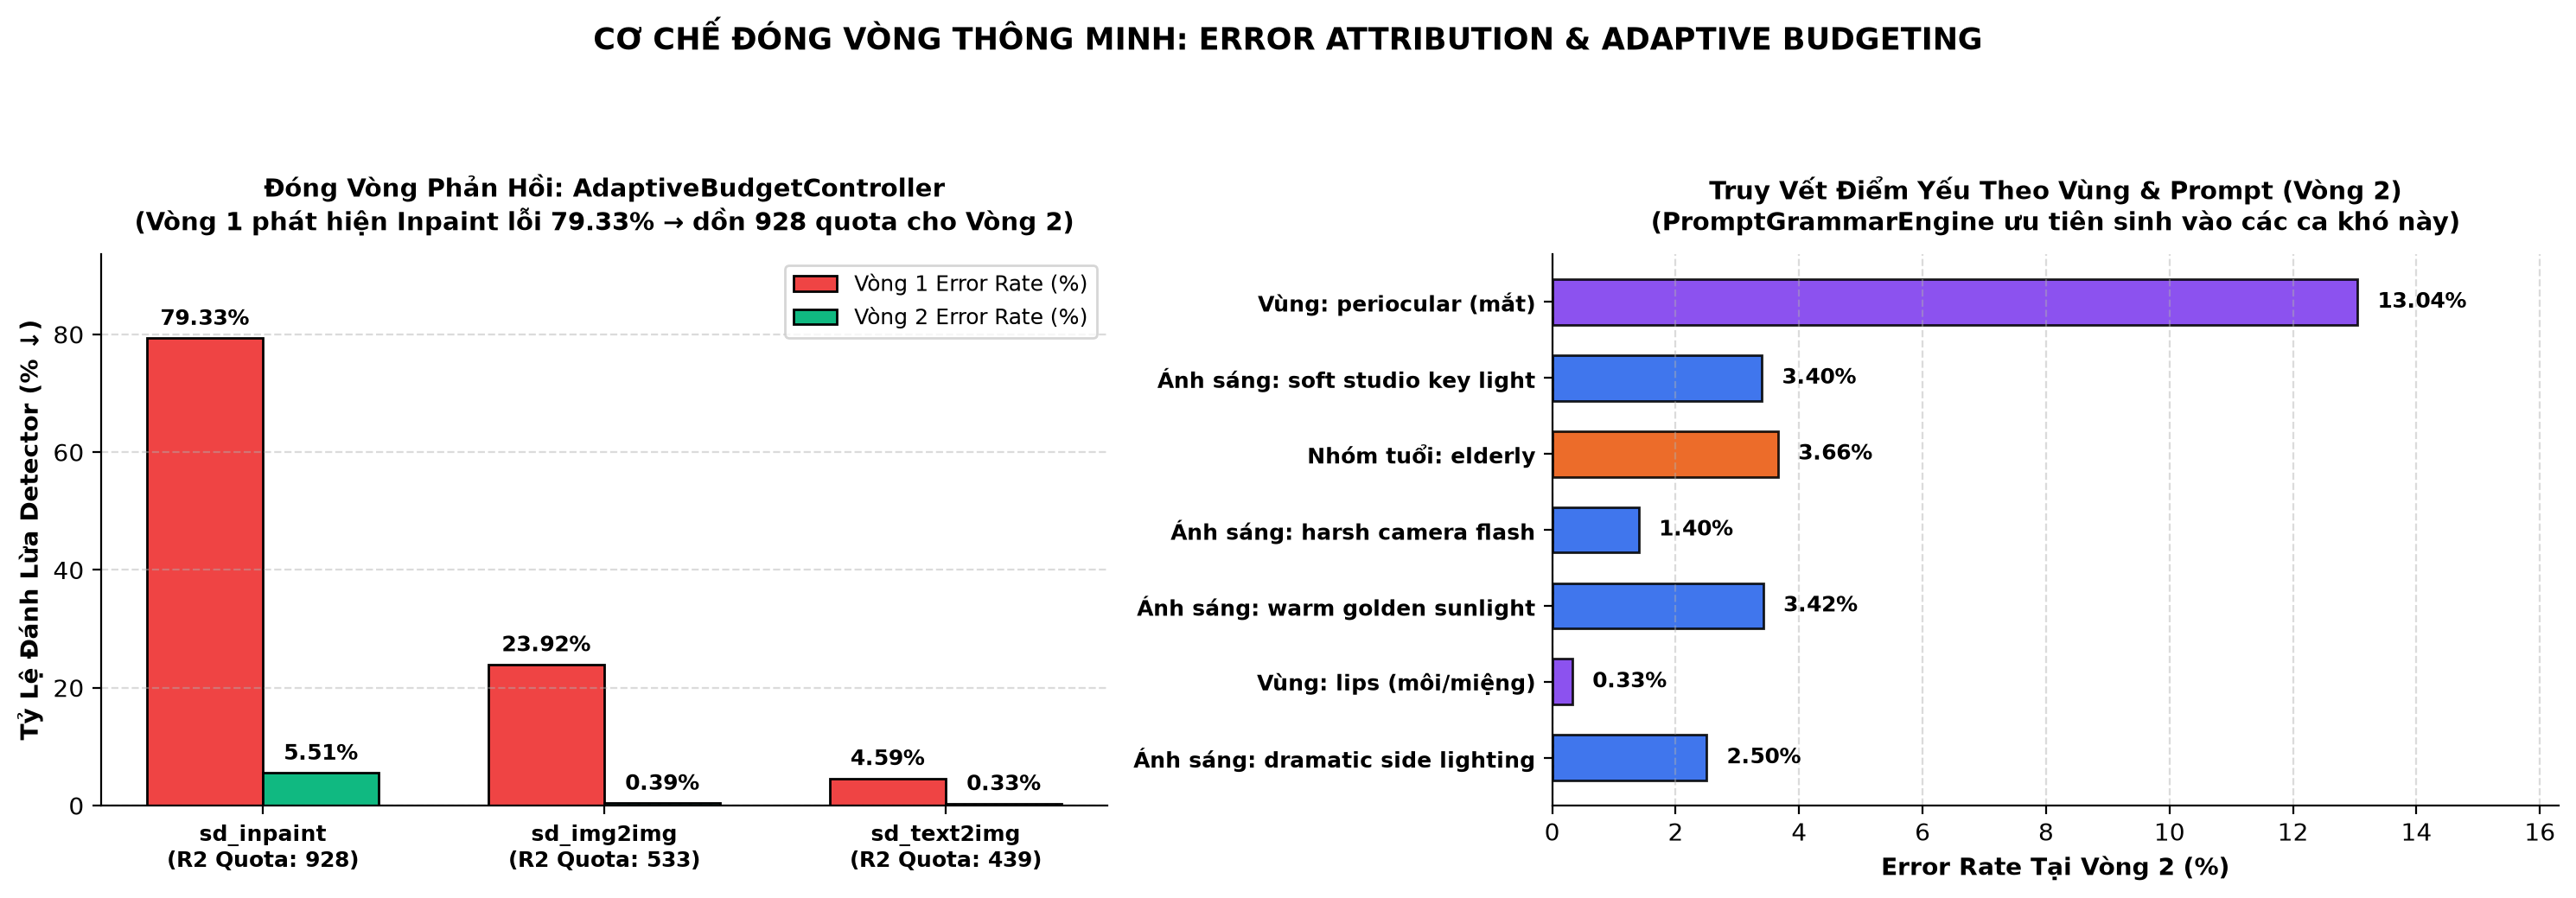 CƠ CHẾ ĐÓNG VÒNG THÔNG MINH: ERROR ATTRIBUTION & ADAPTIVE BUDGETING
Đóng Vòng Phản Hồi: AdaptiveBudgetController
(Vòng 1 phát hiện Inpaint lỗi 79.33% → dồn 928 quota cho Vòng 2)
Tỷ Lệ Đánh Lừa Detector (% ↓)
80
60
40
20
0
Vòng 1 Error Rate (%)
Vòng 2 Error Rate (%)
79.33%
5.51%
23.92%
0.39%
4.59%
0.33%
sd_inpaint
(R2 Quota: 928)
sd_img2img
(R2 Quota: 533)
sd_text2img
(R2 Quota: 439)
Truy Vết Điểm Yếu Theo Vùng & Prompt (Vòng 2)
(PromptGrammarEngine ưu tiên sinh vào các ca khó này)
Vùng: periocular (mắt)
13.04%
Ánh sáng: soft studio key light
3.40%
Nhóm tuổi: elderly
3.66%
Ánh sáng: harsh camera flash
1.40%
Ánh sáng: warm golden sunlight
3.42%
Vùng: lips (môi/miệng)
0.33%
Ánh sáng: dramatic side lighting
2.50%
0 2 4 6 8 10 12 14 16
Error Rate Tại Vòng 2 (%)